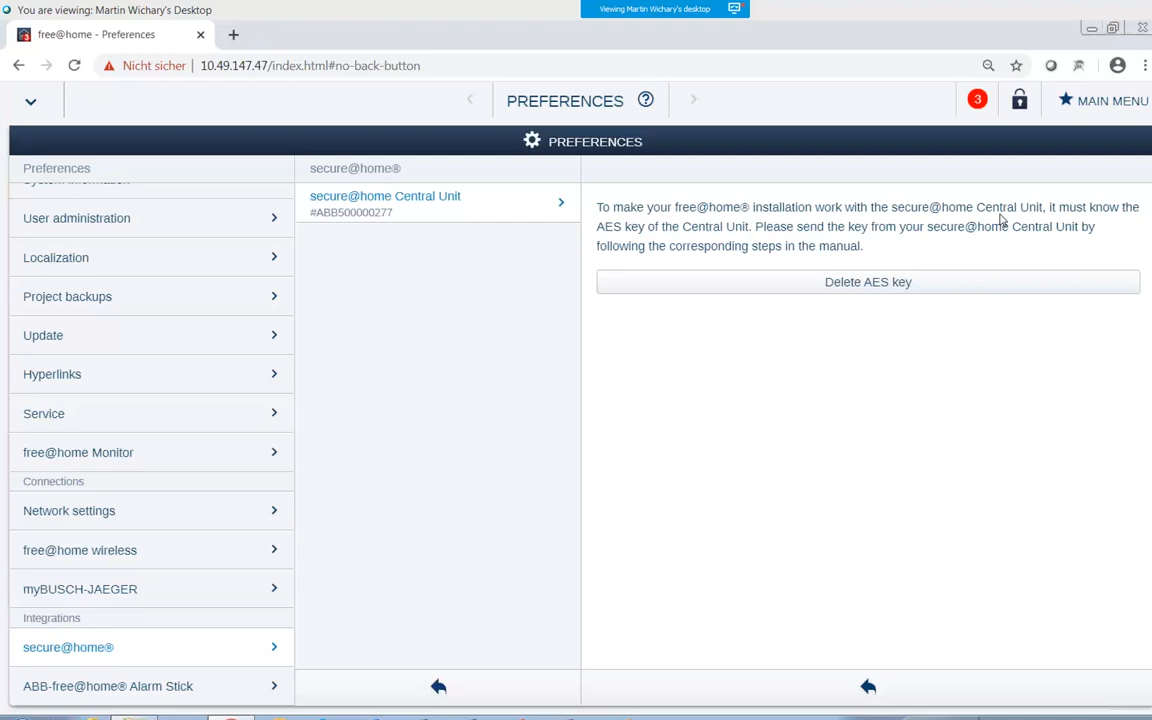 You are viewing: Martin Wichary's Desktop
Viewing Martin Wichary's desktop
free@home - Preferences
Nicht sicher
10.49.147.47/index.html#no-back-button
PREFERENCES
3
MAIN MENU
PREFERENCES
Preferences
System information
User administration
Localization
Project backups
Update
Hyperlinks
Service
free@home Monitor
Connections
Network settings
free@home wireless
myBUSCH-JAEGER
Integrations
secure@home®
ABB-free@home® Alarm Stick
secure@home®
secure@home Central Unit
#ABB500000277
To make your free@home® installation work with the secure@home Central Unit, it must know the
AES key of the Central Unit. Please send the key from your secure@home Central Unit by
following the corresponding steps in the manual.
Delete AES key